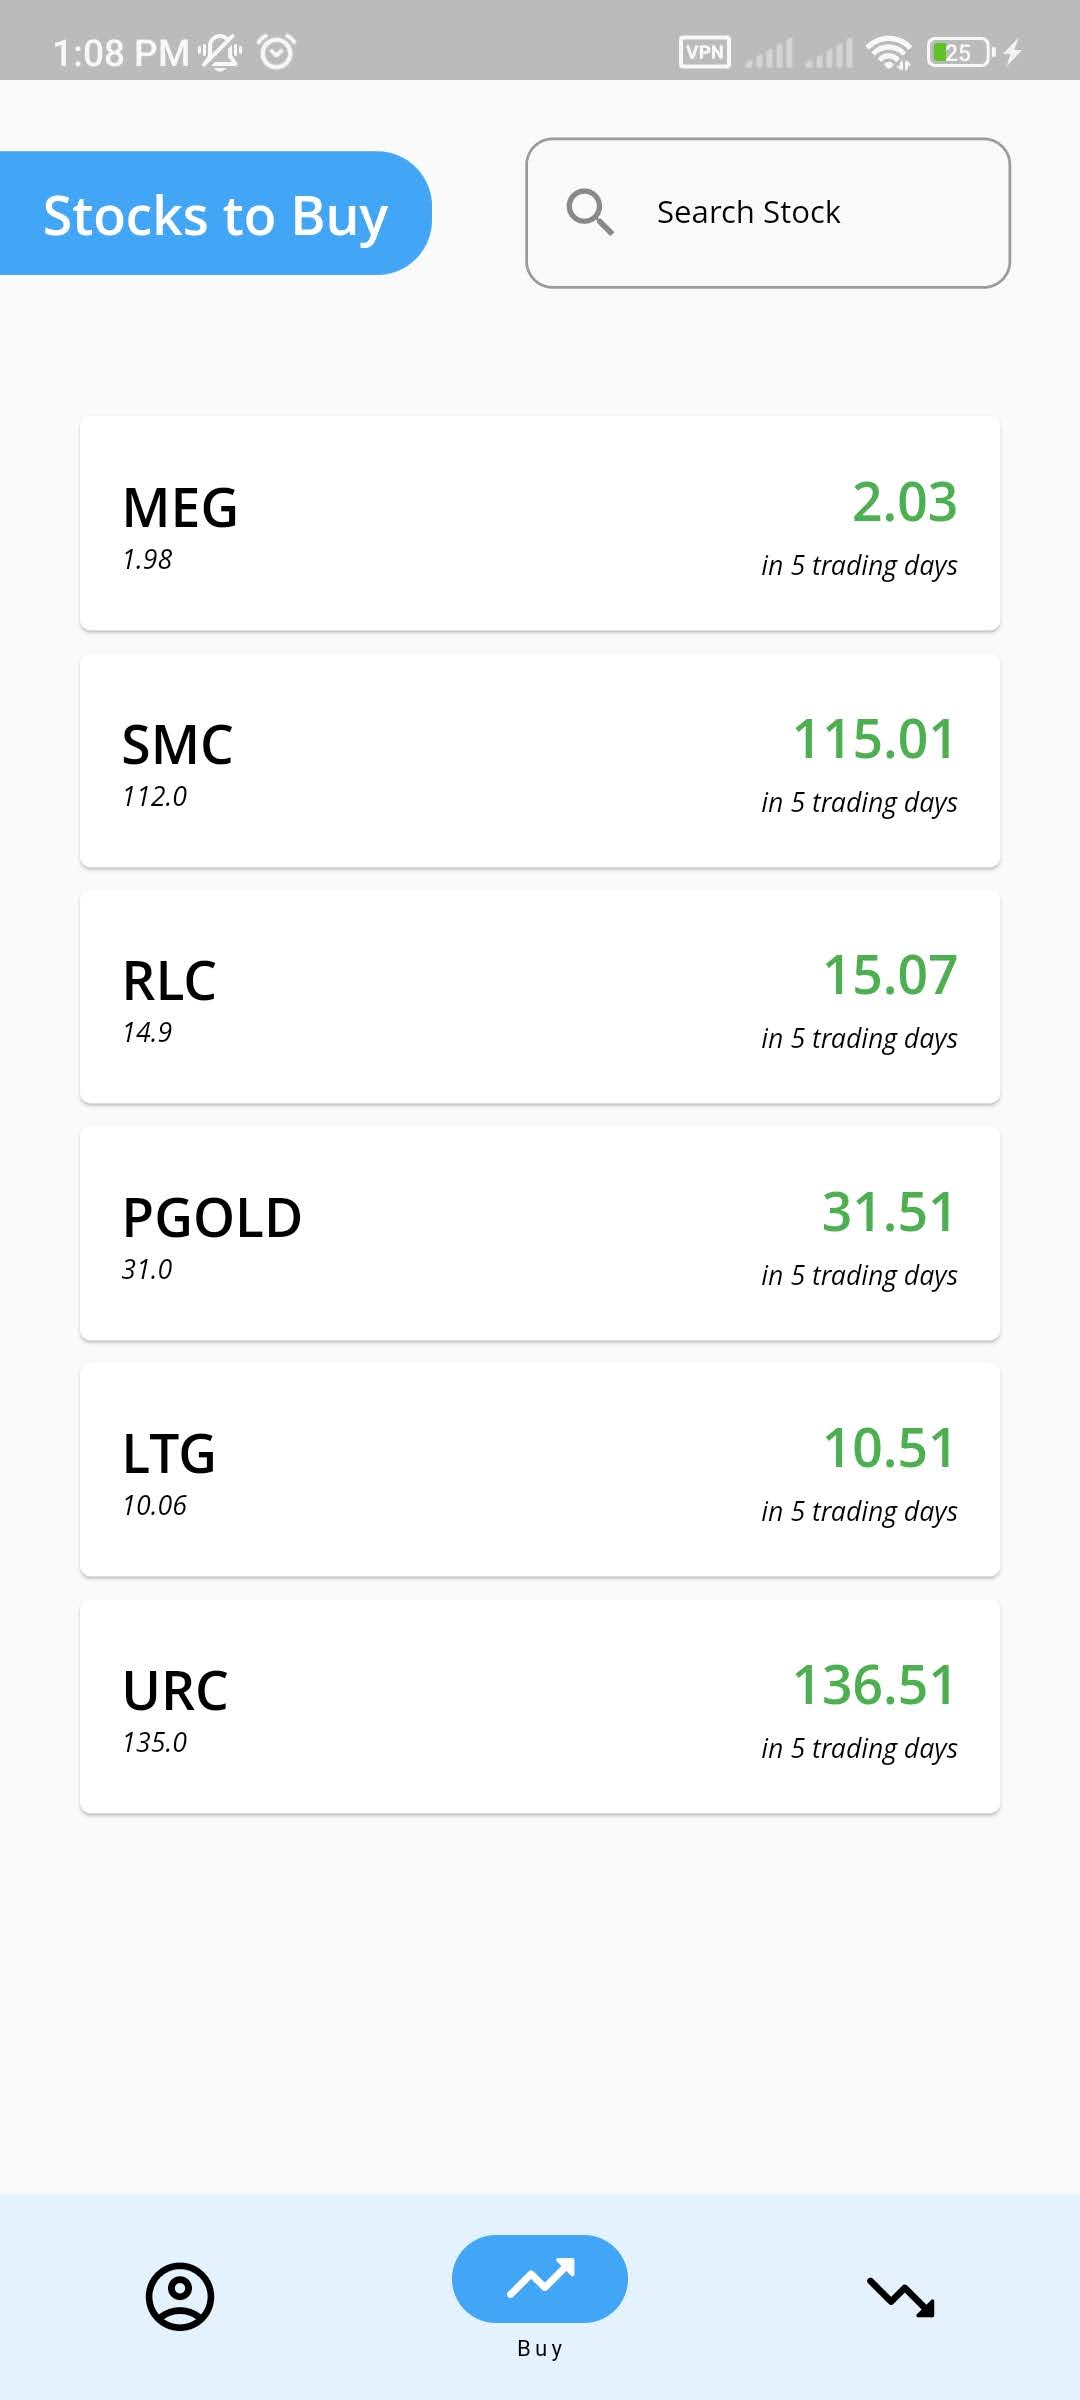 1:08 PM
VPN
25
Stocks to Buy
Search Stock
MEG
2.03
1.98
in 5 trading days
SMC
115.01
112.0
in 5 trading days
RLC
15.07
14.9
in 5 trading days
PGOLD
31.51
31.0
in 5 trading days
LTG
10.51
10.06
in 5 trading days
URC
136.51
135.0
in 5 trading days
Buy